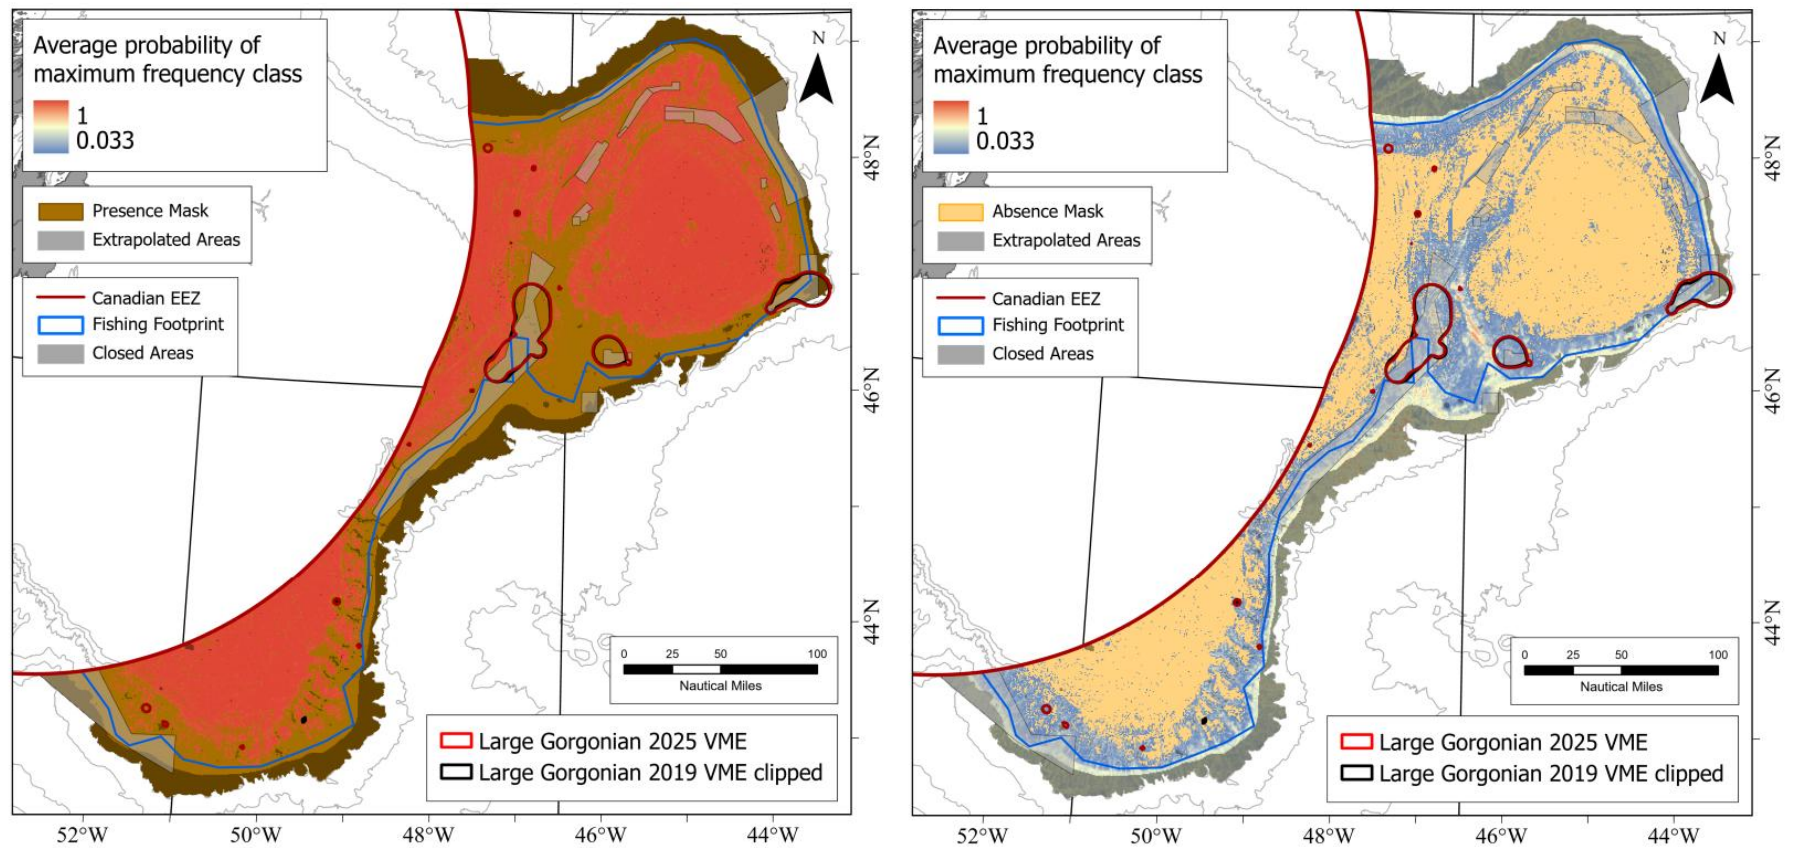 Average probability of
maximum frequency class
1
0.033
Presence Mask
Extrapolated Areas
Canadian EEZ
Fishing Footprint
Closed Areas
N
48°N
46°N
44°N
0 25 50 100
Nautical Miles
Large Gorgonian 2025 VME
Large Gorgonian 2019 VME clipped
52°W 50°W 48°W 46°W 44°W
Average probability of
maximum frequency class
1
0.033
Absence Mask
Extrapolated Areas
Canadian EEZ
Fishing Footprint
Closed Areas
N
48°N
46°N
44°N
0 25 50 100
Nautical Miles
Large Gorgonian 2025 VME
Large Gorgonian 2019 VME clipped
52°W 50°W 48°W 46°W 44°W